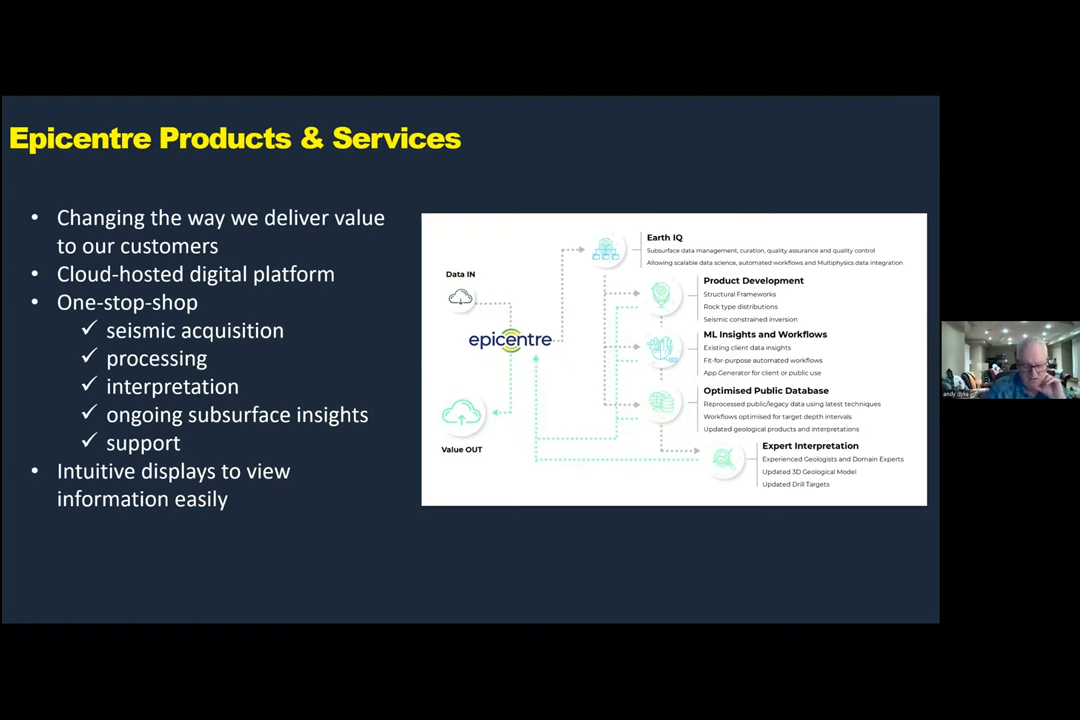 Epicentre Products & Services
• Changing the way we deliver value
to our customers
• Cloud-hosted digital platform
• One-stop-shop
✓ seismic acquisition
✓ processing
✓ interpretation
✓ ongoing subsurface insights
✓ support
• Intuitive displays to view
information easily
Data IN
epicentre
Value OUT
Earth IQ
Subsurface data management, curation, quality assurance and quality control
Allowing scalable data science, automated workflows and Multiphysics data integration
Product Development
Structural Frameworks
Rock type distributions
Seismic constrained inversion
ML Insights and Workflows
Existing client data insights
Fit-for-purpose automated workflows
App Generator for client or public use
Optimised Public Database
Reprocessed public/legacy data using latest techniques
Workflows optimised for target depth intervals
Updated geological products and interpretations
Expert Interpretation
Experienced Geologists and Domain Experts
Updated 3D Geological Model
Updated Drill Targets
andy dyke